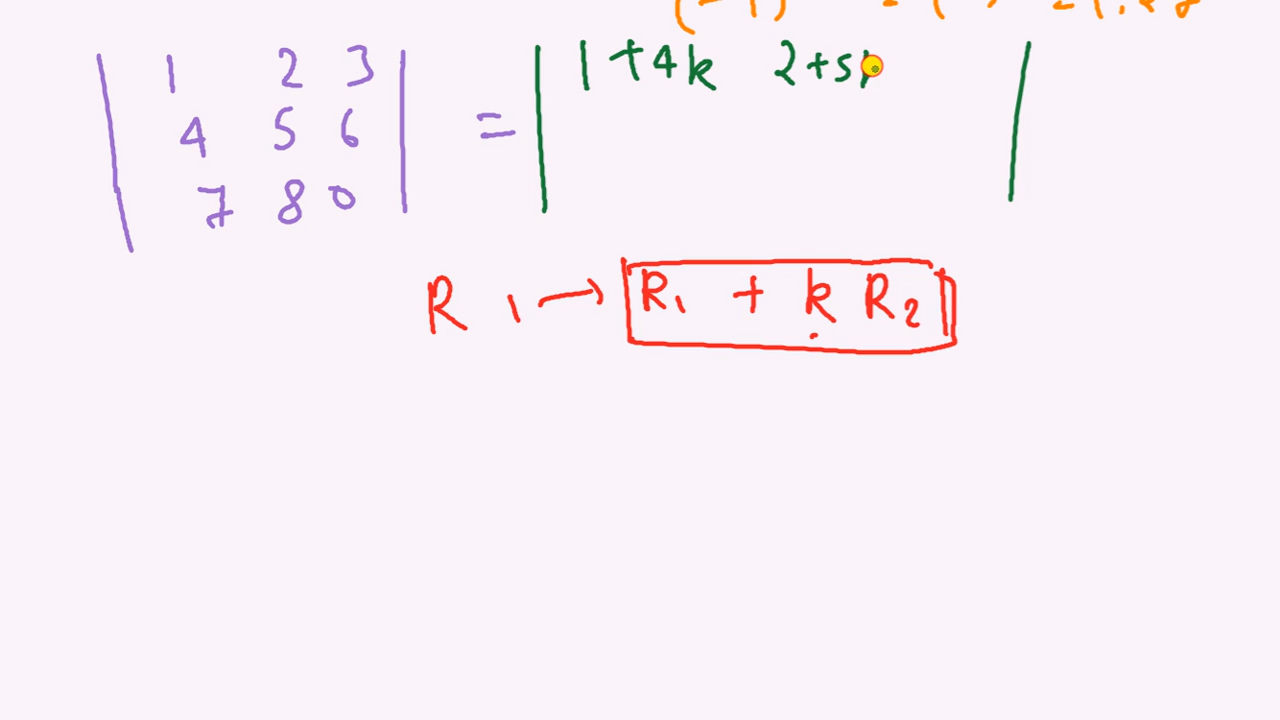 1 2 3
4 5 6
7 8 0
=
1+4k 2+5
R1 → R1 + k R2